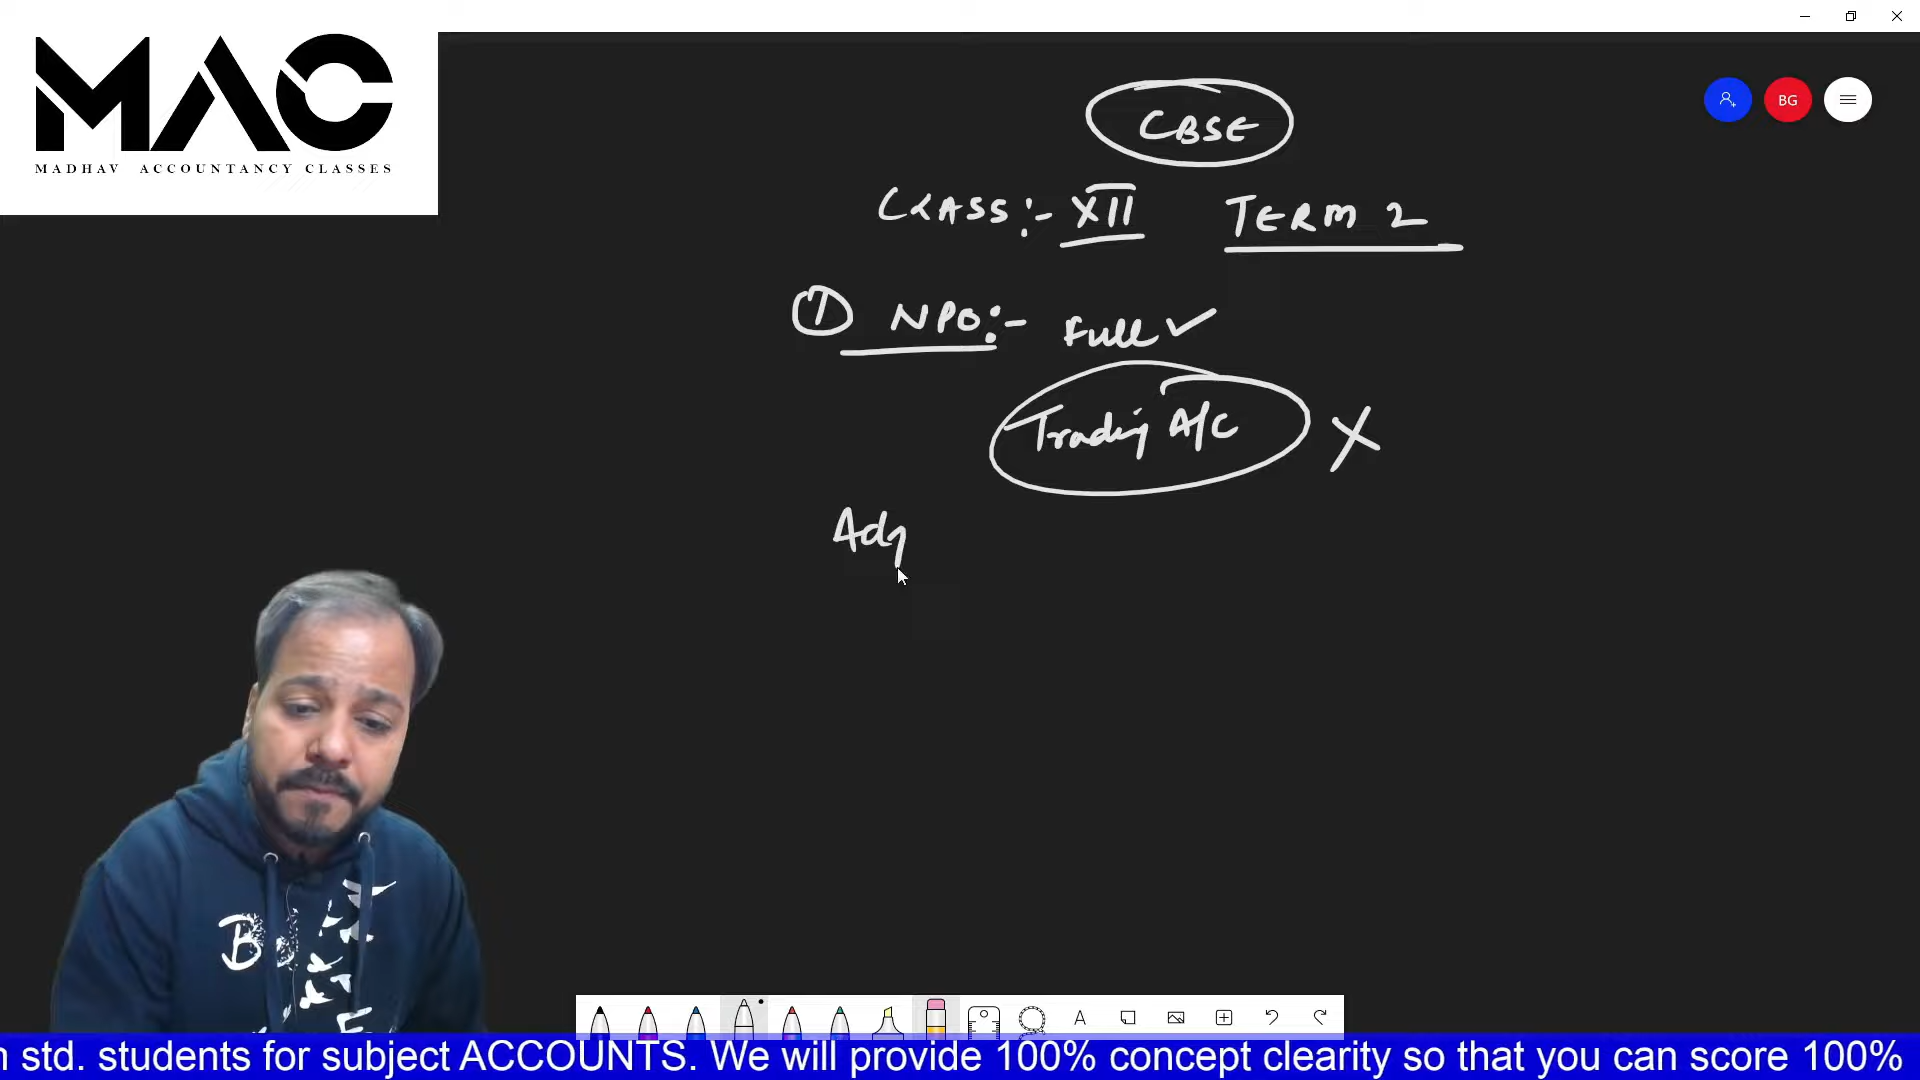 MAC
MADHAV ACCOUNTANCY CLASSES
CBSE
BG
CLASS:- XII TERM 2
1 NPO:- Full ✓
Trading A/C X
Adj
A
std. students for subject ACCOUNTS. We will provide 100% concept clearity so that you can score 100%